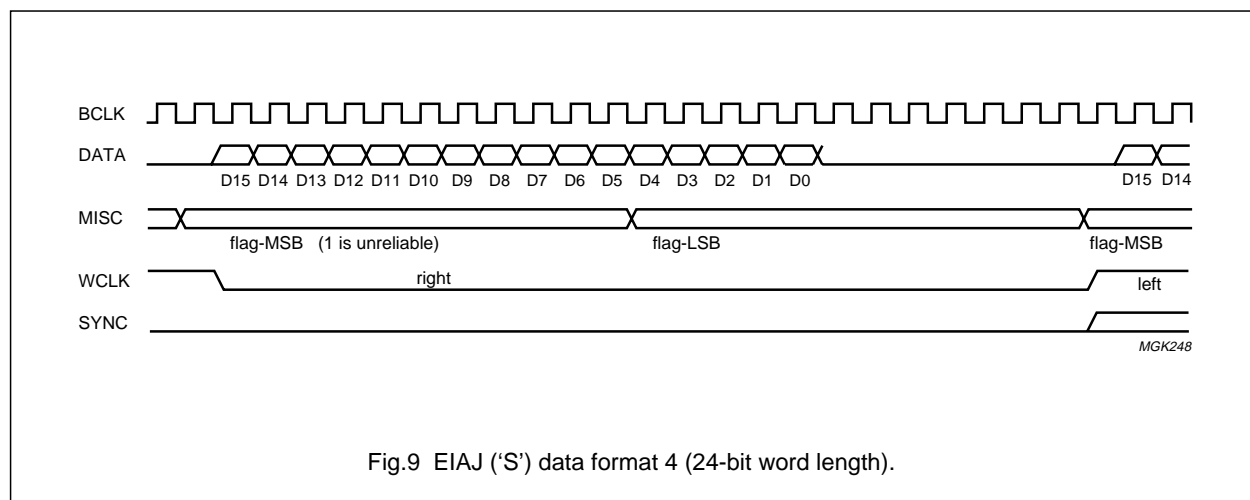 BCLK
DATA
D15 D14 D13 D12 D11 D10 D9 D8 D7 D6 D5 D4 D3 D2 D1 D0 D15 D14
MISC
flag-MSB (1 is unreliable) flag-LSB flag-MSB
WCLK right left
SYNC
MGK248
Fig.9 EIAJ (‘S’) data format 4 (24-bit word length).